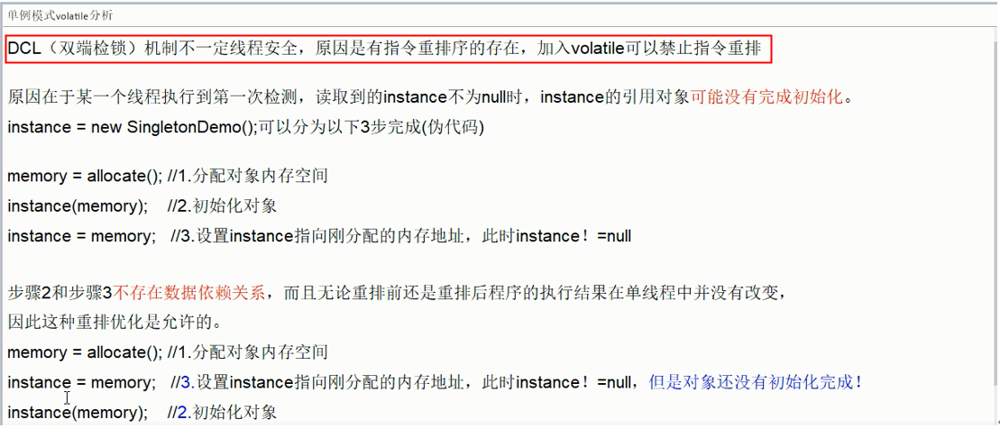 单例模式volatile分析
DCL（双端检锁）机制不一定线程安全，原因是有指令重排序的存在，加入volatile可以禁止指令重排
原因在于某一个线程执行到第一次检测，读取到的instance不为null时，instance的引用对象可能没有完成初始化。
instance = new SingletonDemo();可以分为以下3步完成(伪代码)
memory = allocate(); //1.分配对象内存空间
instance(memory); //2.初始化对象
instance = memory; //3.设置instance指向刚分配的内存地址，此时instance！=null
步骤2和步骤3不存在数据依赖关系，而且无论重排前还是重排后程序的执行结果在单线程中并没有改变，
因此这种重排优化是允许的。
memory = allocate(); //1.分配对象内存空间
instance = memory; //3.设置instance指向刚分配的内存地址，此时instance！=null，但是对象还没有初始化完成！
instance(memory); //2.初始化对象